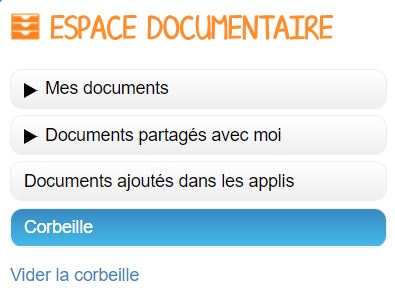 ESPACE DOCUMENTAIRE
Mes documents
Documents partagés avec moi
Documents ajoutés dans les applis
Corbeille
Vider la corbeille